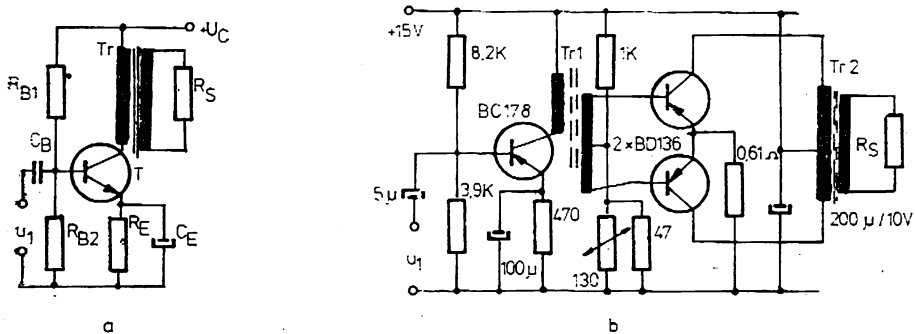 +U_C
Tr
R_B1
R_S
C_B
T
u_1
R_B2
R_E
C_E
a
+15V
8,2K
Tr1
1K
Tr 2
BC178
2×BD136
0,61Ω
R_S
5μ
3,9K
470
47
200 μ/10V
u_1
100μ
130
b